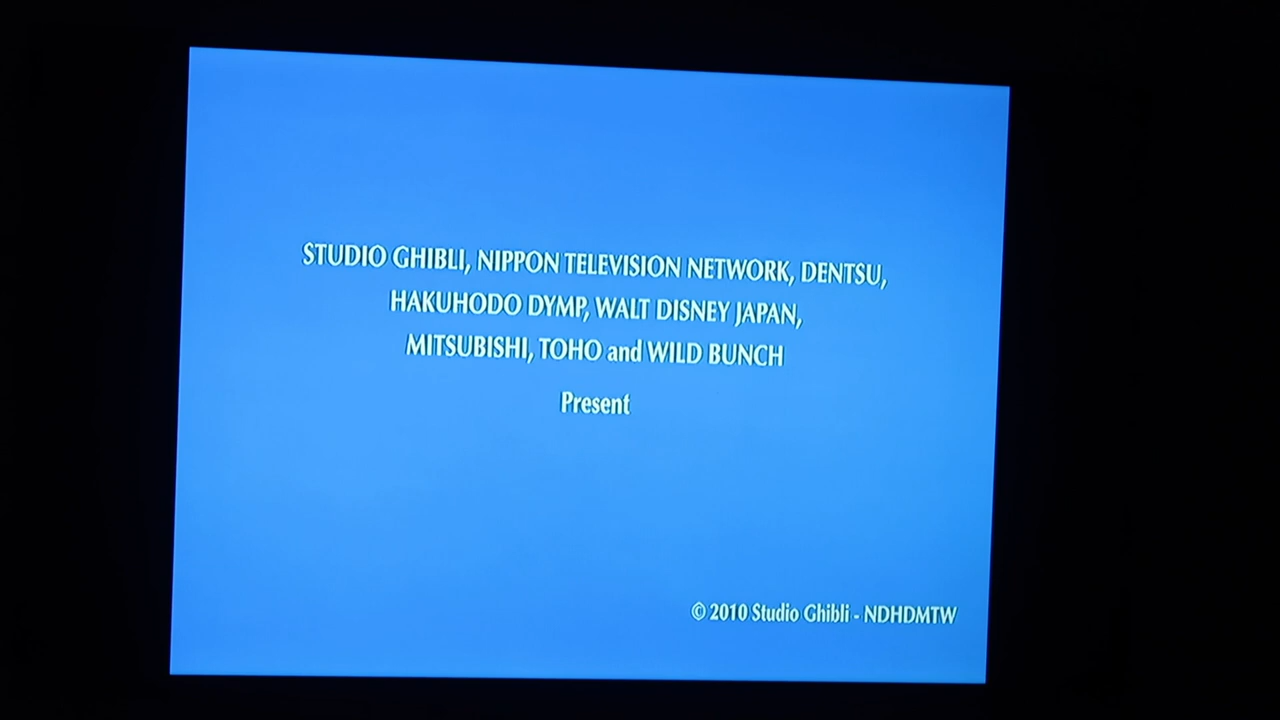 STUDIO GHIBLI, NIPPON TELEVISION NETWORK, DENTSU,
HAKUHODO DYMP, WALT DISNEY JAPAN,
MITSUBISHI, TOHO and WILD BUNCH
Present
© 2010 Studio Ghibli - NDHDMTW